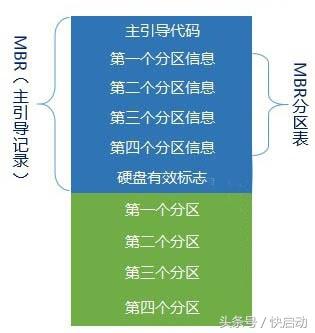 MBR（主引导记录）
主引导代码
第一个分区信息
第二个分区信息
第三个分区信息
第四个分区信息
硬盘有效标志
MBR分区表
第一个分区
第二个分区
第三个分区
第四个分区
头条号 / 快启动